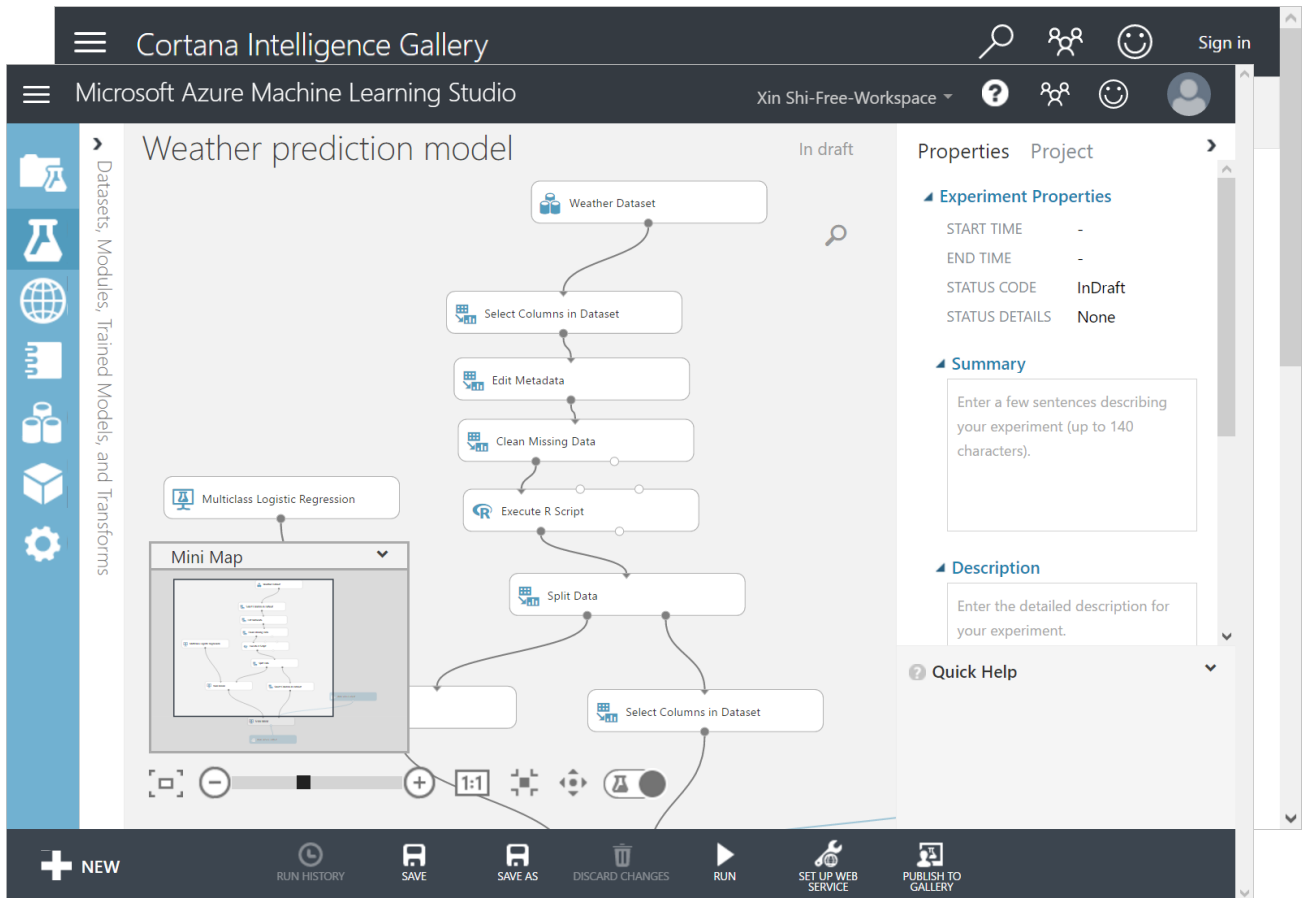 Cortana Intelligence Gallery
Sign in
Microsoft Azure Machine Learning Studio
Xin Shi-Free-Workspace
?
Datasets, Modules, Trained Models, and Transforms
Weather prediction model
In draft
Weather Dataset
Select Columns in Dataset
Edit Metadata
Clean Missing Data
Multiclass Logistic Regression
Execute R Script
Mini Map
Split Data
Select Columns in Dataset
1:1
Properties
Project
Experiment Properties
START TIME -
END TIME -
STATUS CODE InDraft
STATUS DETAILS None
Summary
Enter a few sentences describing
your experiment (up to 140
characters).
Description
Enter the detailed description for
your experiment.
? Quick Help
NEW
RUN HISTORY
SAVE
SAVE AS
DISCARD CHANGES
RUN
SET UP WEB
SERVICE
PUBLISH TO
GALLERY